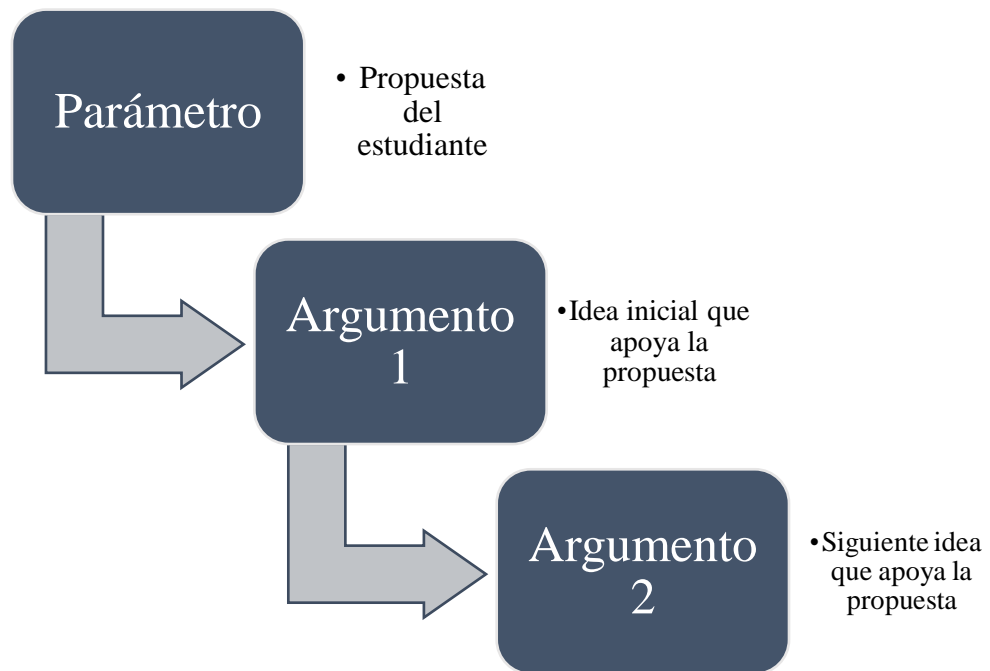 Parámetro
• Propuesta
del
estudiante
Argumento
1
•Idea inicial que
apoya la
propuesta
Argumento
2
•Siguiente idea
que apoya la
propuesta